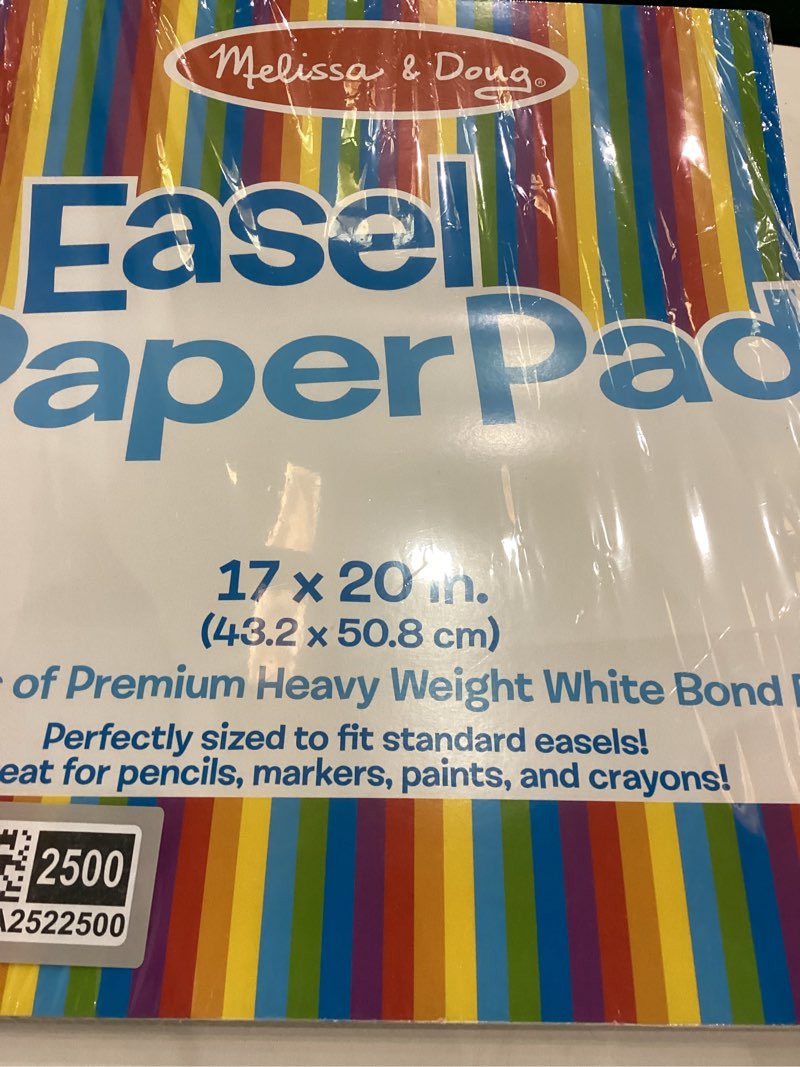 Melissa & Doug®
Easel
Paper Pad
17 x 20 in.
(43.2 x 50.8 cm)
of Premium Heavy Weight White Bond
Perfectly sized to fit standard easels!
eat for pencils, markers, paints, and crayons!
2500
A2522500